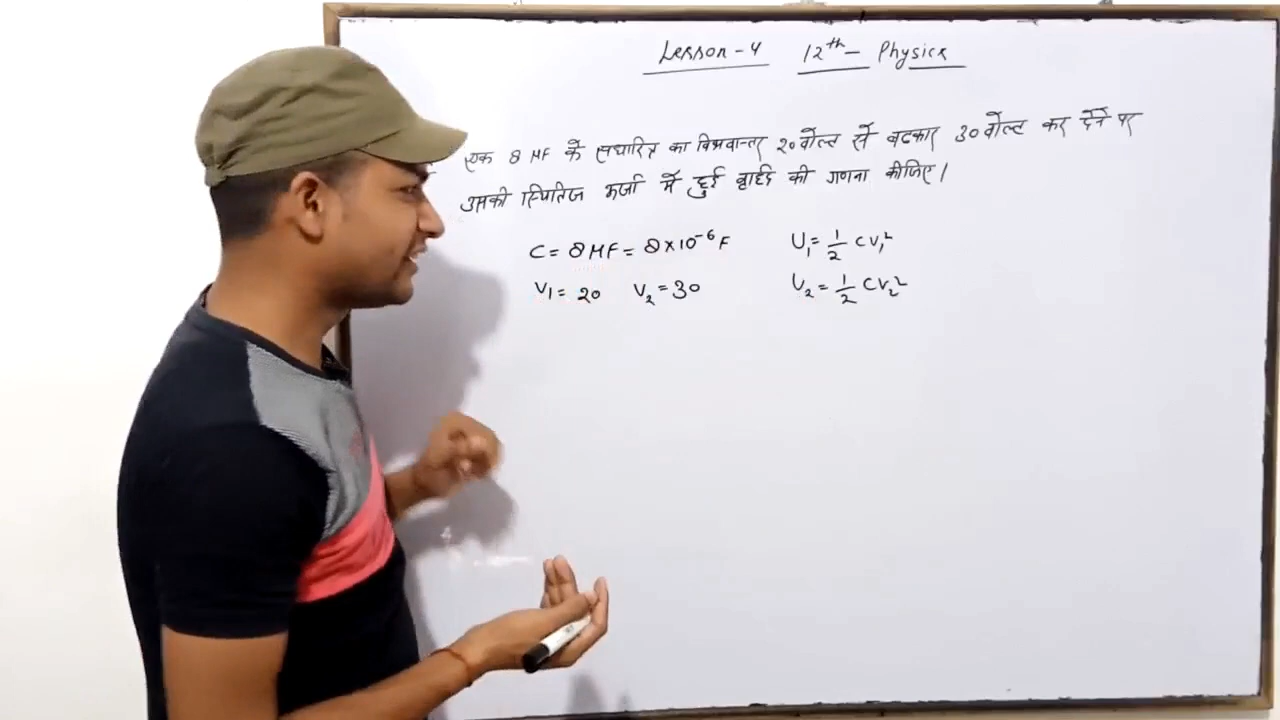 Lesson-4 12th- Physics
एक 8 MF के संधारित्र का विभवान्तर 20 वोल्ट से बढाकार 30 वोल्ट कर देने पर
उसकी स्थितिज ऊर्जा में हुई वृद्धि की गणना कीजिए।
C = 8 MF = 8×10⁻⁶ F U₁ = 1/2 CV₁²
V1 = 20 V₂ = 30 U₂ = 1/2 CV₂²